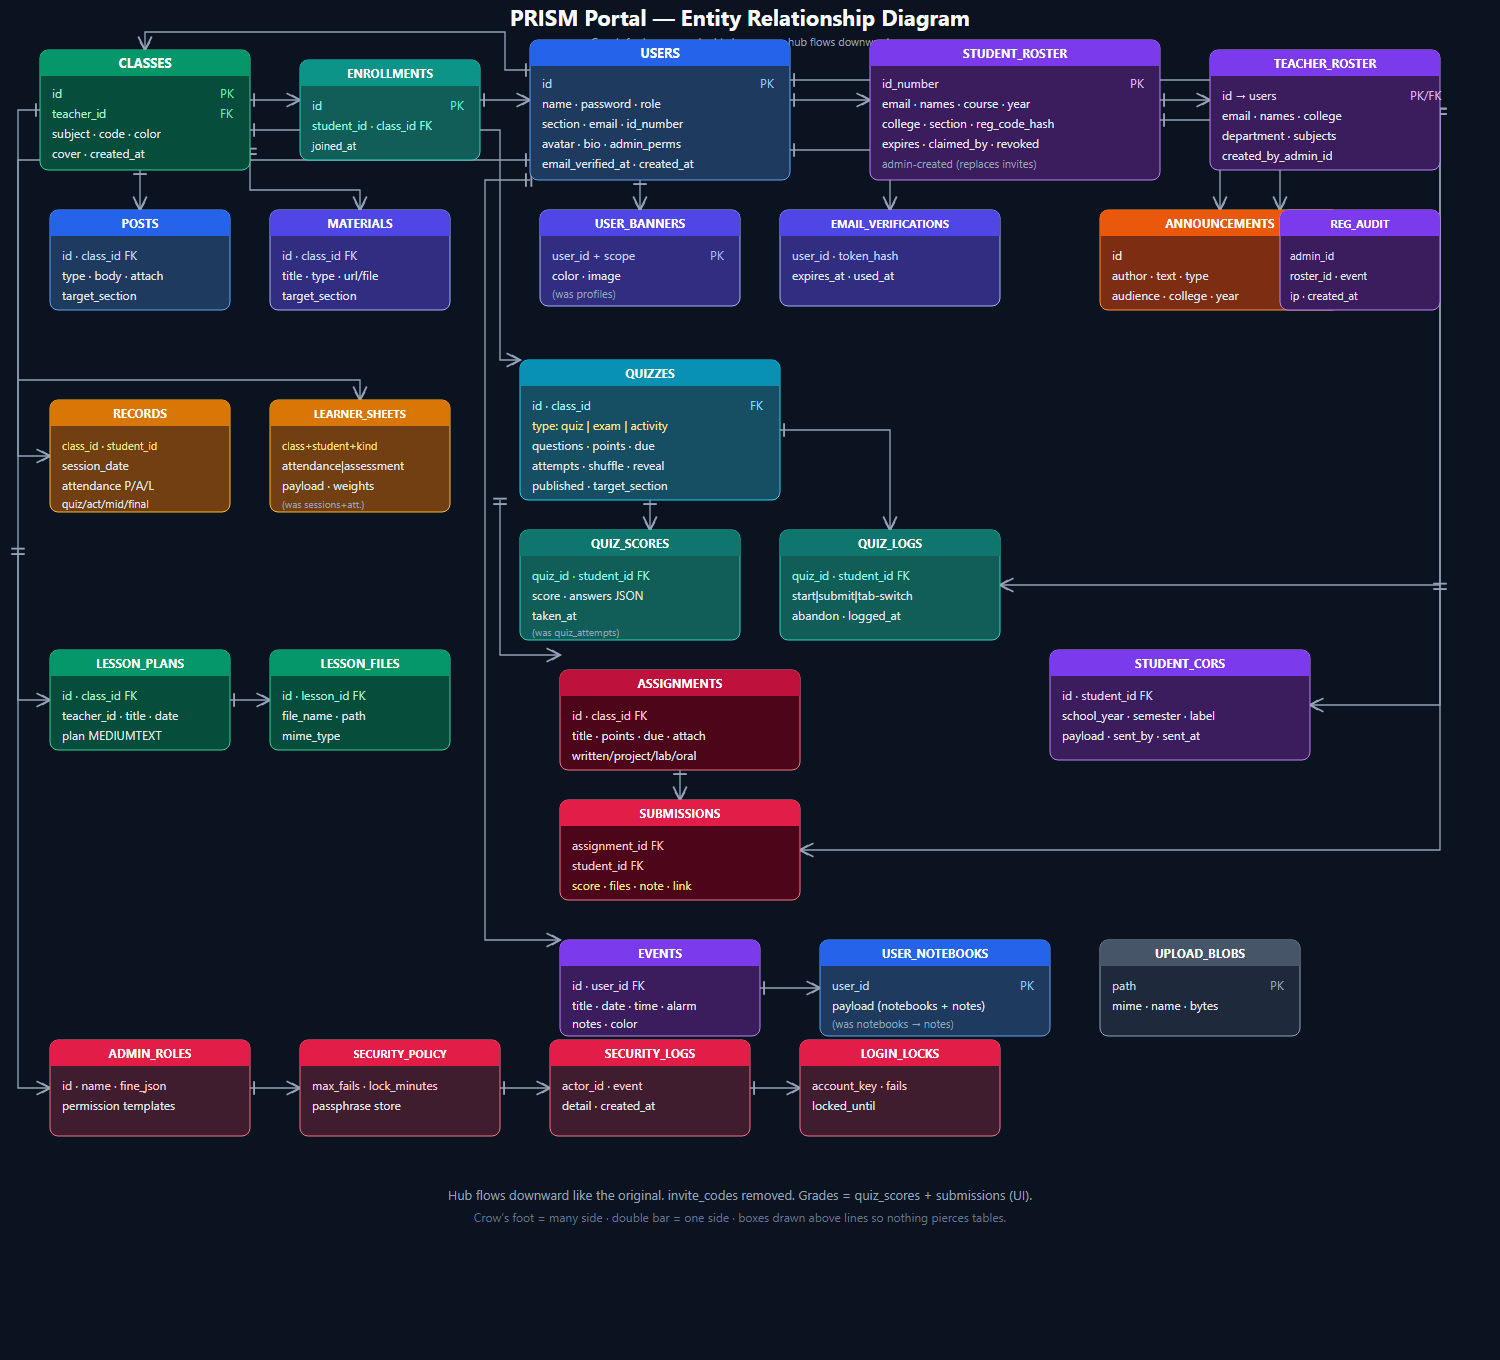 PRISM Portal — Entity Relationship Diagram
hub flows downw
CLASSES
id PK
teacher_id FK
subject · code · color
cover · created_at
ENROLLMENTS
id PK
student_id · class_id FK
joined_at
USERS
id PK
name · password · role
section · email · id_number
avatar · bio · admin_perms
email_verified_at · created_at
STUDENT_ROSTER
id_number PK
email · names · course · year
college · section · reg_code_hash
expires · claimed_by · revoked
admin-created (replaces invites)
TEACHER_ROSTER
id → users PK/FK
email · names · college
department · subjects
created_by_admin_id
POSTS
id · class_id FK
type · body · attach
target_section
MATERIALS
id · class_id FK
title · type · url/file
target_section
USER_BANNERS
user_id + scope PK
color · image
(was profiles)
EMAIL_VERIFICATIONS
user_id · token_hash
expires_at · used_at
ANNOUNCEMENTS
id
author · text · type
audience · college · year
REG_AUDIT
admin_id
roster_id · event
ip · created_at
RECORDS
class_id · student_id
session_date
attendance P/A/L
quiz/act/mid/final
LEARNER_SHEETS
class+student+kind
attendance|assessment
payload · weights
(was sessions+att.)
QUIZZES
id · class_id FK
type: quiz | exam | activity
questions · points · due
attempts · shuffle · reveal
published · target_section
QUIZ_SCORES
quiz_id · student_id FK
score · answers JSON
taken_at
(was quiz_attempts)
QUIZ_LOGS
quiz_id · student_id FK
start|submit|tab-switch
abandon · logged_at
LESSON_PLANS
id · class_id FK
teacher_id · title · date
plan MEDIUMTEXT
LESSON_FILES
id · lesson_id FK
file_name · path
mime_type
ASSIGNMENTS
id · class_id FK
title · points · due · attach
written/project/lab/oral
STUDENT_CORS
id · student_id FK
school_year · semester · label
payload · sent_by · sent_at
SUBMISSIONS
assignment_id FK
student_id FK
score · files · note · link
EVENTS
id · user_id FK
title · date · time · alarm
notes · color
USER_NOTEBOOKS
user_id PK
payload (notebooks + notes)
(was notebooks → notes)
UPLOAD_BLOBS
path PK
mime · name · bytes
ADMIN_ROLES
id · name · fine_json
permission templates
SECURITY_POLICY
max_fails · lock_minutes
passphrase store
SECURITY_LOGS
actor_id · event
detail · created_at
LOGIN_LOCKS
account_key · fails
locked_until
Hub flows downward like the original. invite_codes removed. Grades = quiz_scores + submissions (UI).
Crow's foot = many side · double bar = one side · boxes drawn above lines so nothing pierces tables.